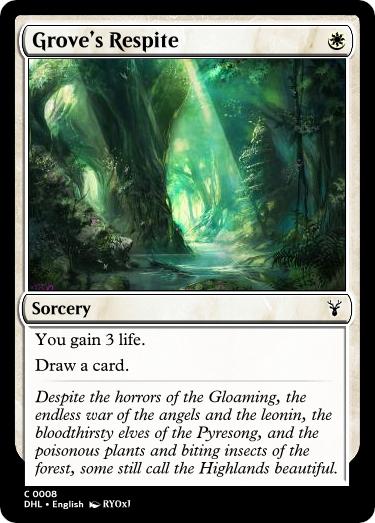 Grove's Respite
Sorcery
You gain 3 life.
Draw a card.
Despite the horrors of the Gloaming, the
endless war of the angels and the leonin, the
bloodthirsty elves of the Pyresong, and the
poisonous plants and biting insects of the
forest, some still call the Highlands beautiful.
C 0008
DHL • English RYOxJ